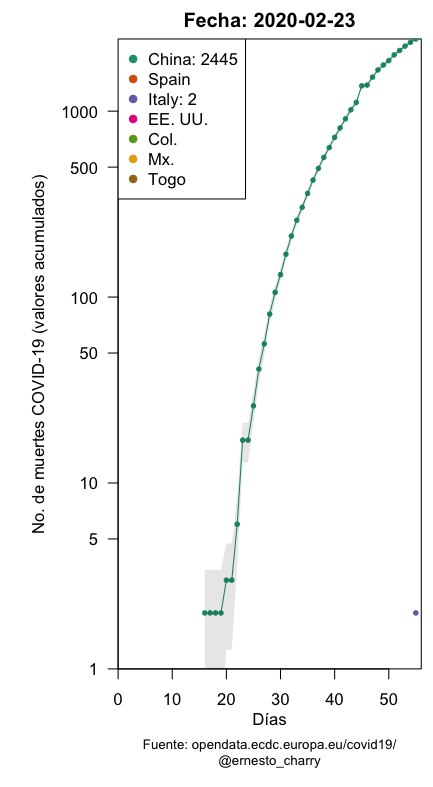 Fecha: 2020-02-23
China: 2445
Spain
Italy: 2
EE. UU.
Col.
Mx.
Togo
No. de muertes COVID-19 (valores acumulados)
1000
500
100
50
10
5
1
0 10 20 30 40 50
Días
Fuente: opendata.ecdc.europa.eu/covid19/
@ernesto_charry